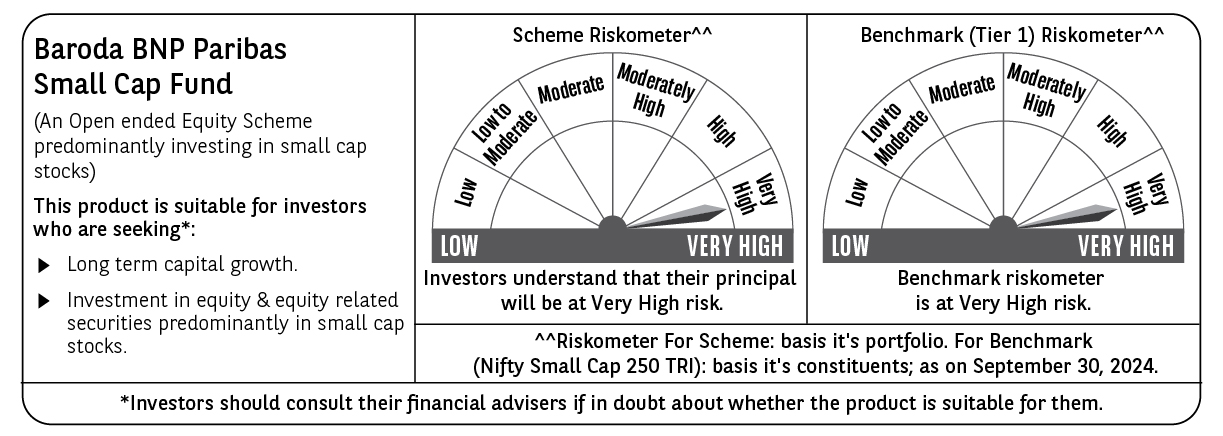 Baroda BNP Paribas
Small Cap Fund
(An Open ended Equity Scheme
predominantly investing in small cap
stocks)
This product is suitable for investors
who are seeking*:
▶ Long term capital growth.
▶ Investment in equity & equity related
securities predominantly in small cap
stocks.
Scheme Riskometer^^
Low
Low to
Moderate
Moderate
Moderately
High
High
Very
High
LOW
VERY HIGH
Investors understand that their principal
will be at Very High risk.
Benchmark (Tier 1) Riskometer^^
Low
Low to
Moderate
Moderate
Moderately
High
High
Very
High
LOW
VERY HIGH
Benchmark riskometer
is at Very High risk.
^^Riskometer For Scheme: basis it's portfolio. For Benchmark
(Nifty Small Cap 250 TRI): basis it's constituents; as on September 30, 2024.
*Investors should consult their financial advisers if in doubt about whether the product is suitable for them.